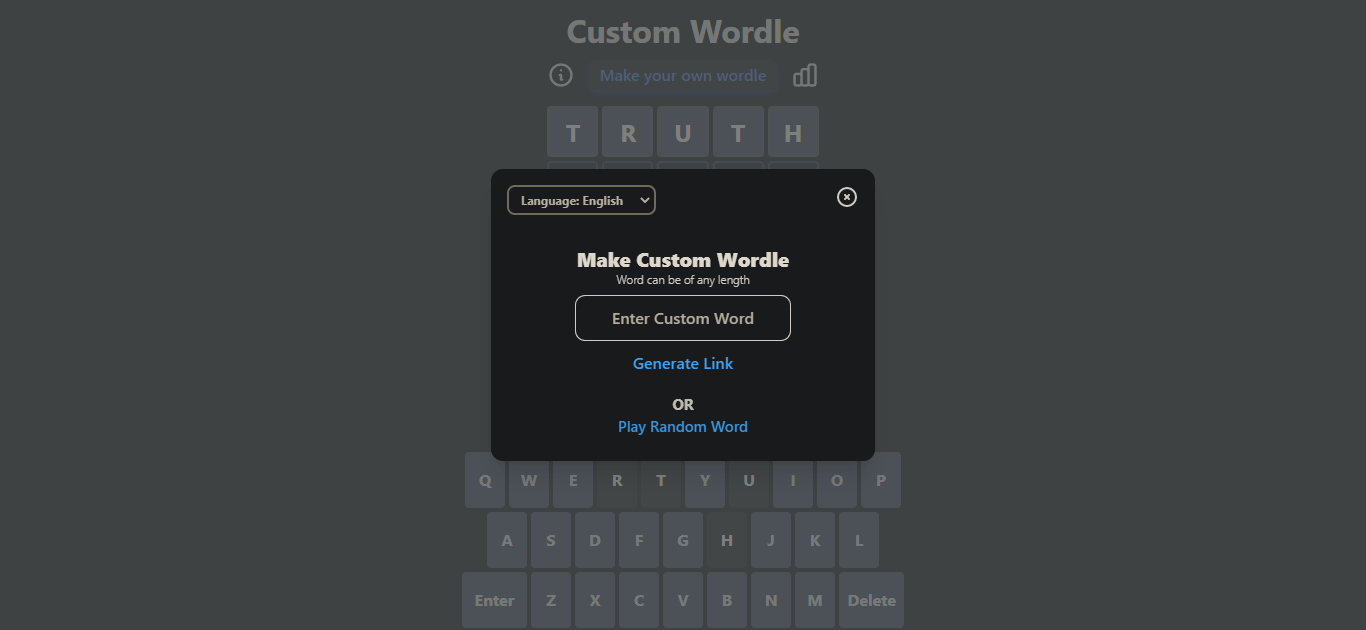 Custom Wordle
Make your own wordle
T R U T H
Language: English
Make Custom Wordle
Word can be of any length
Enter Custom Word
Generate Link
OR
Play Random Word
Q W E R T Y U I O P
A S D F G H J K L
Enter Z X C V B N M Delete